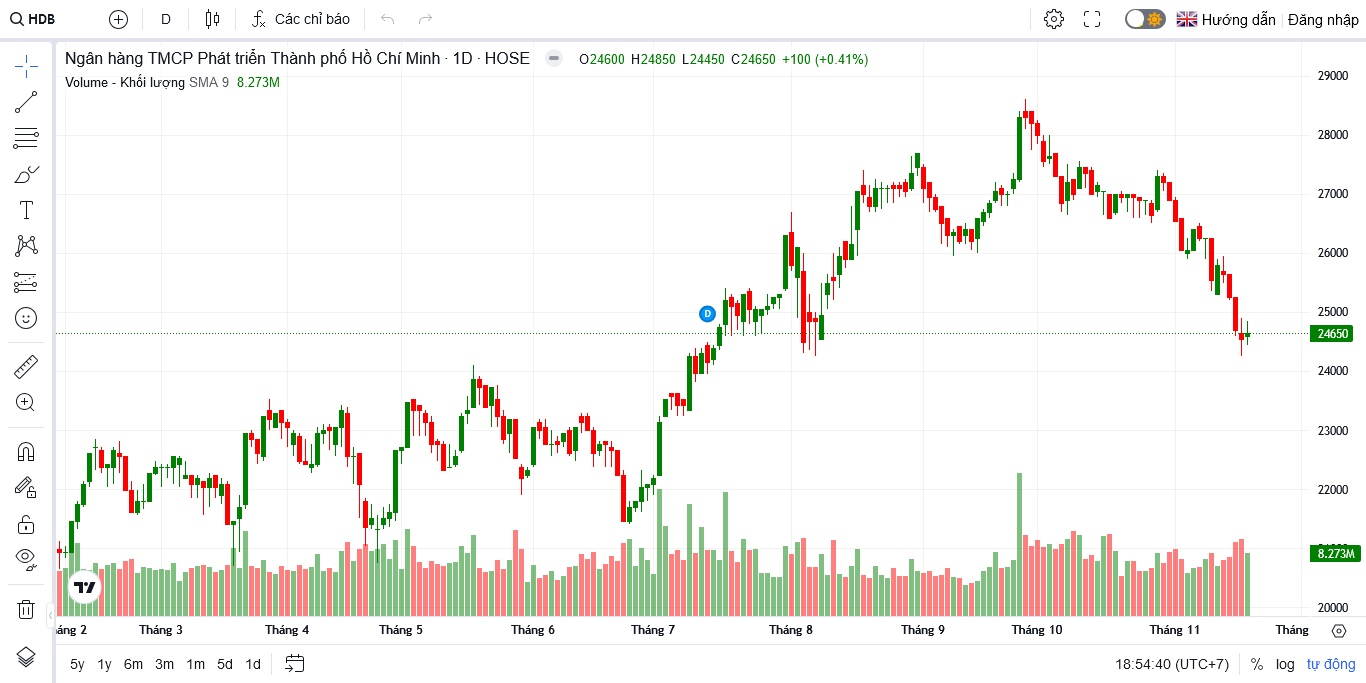 HDB D Các chỉ báo Hướng dẫn Đăng nhập
Ngân hàng TMCP Phát triển Thành phố Hồ Chí Minh · 1D · HOSE O24600 H24850 L24450 C24650 +100 (+0.41%)
Volume - Khối lượng SMA 9 8.273M
29000
28000
27000
26000
25000
24650
24000
23000
22000
8.273M
20000
D
áng 2 Tháng 3 Tháng 4 Tháng 5 Tháng 6 Tháng 7 Tháng 8 Tháng 9 Tháng 10 Tháng 11 Tháng
5y 1y 6m 3m 1m 5d 1d 18:54:40 (UTC+7) % log tự động